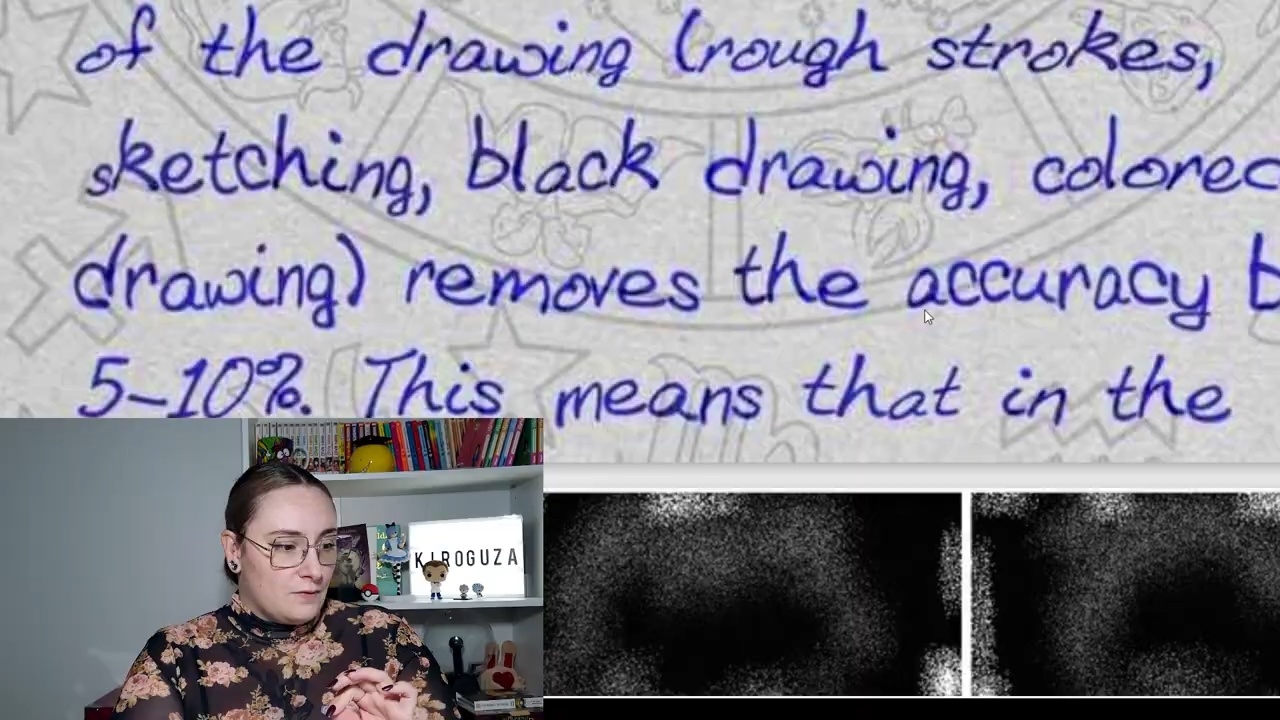 of the drawing (rough strokes,
sketching, black drawing, colored
drawing) removes the accuracy b
5-10%. This means that in the
KIROGUZA